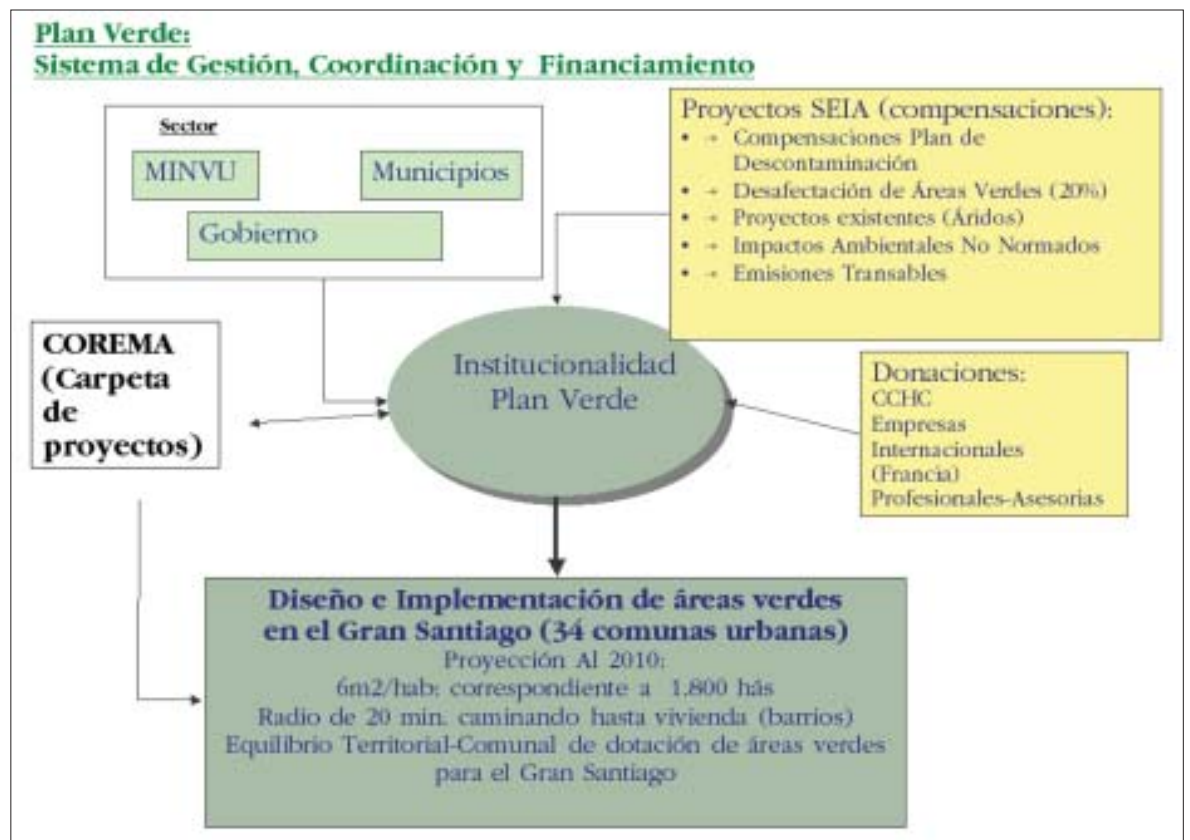 Plan Verde:
Sistema de Gestión, Coordinación y Financiamiento
Sector
MINVU
Municipios
Gobierno
Proyectos SEIA (compensaciones):
• → Compensaciones Plan de
Descontaminación
• → Desafectación de Áreas Verdes (20%)
• → Proyectos existentes (Áridos)
• → Impactos Ambientales No Normados
• → Emisiones Transables
COREMA
(Carpeta
de
proyectos)
Institucionalidad
Plan Verde
Donaciones:
CCHC
Empresas
Internacionales
(Francia)
Profesionales-Asesorias
Diseño e Implementación de áreas verdes
en el Gran Santiago (34 comunas urbanas)
Proyección Al 2010:
6m2/hab: correspondiente a 1.800 hás
Radio de 20 min. caminando hasta vivienda (barrios)
Equilibrio Territorial-Comunal de dotación de áreas verdes
para el Gran Santiago